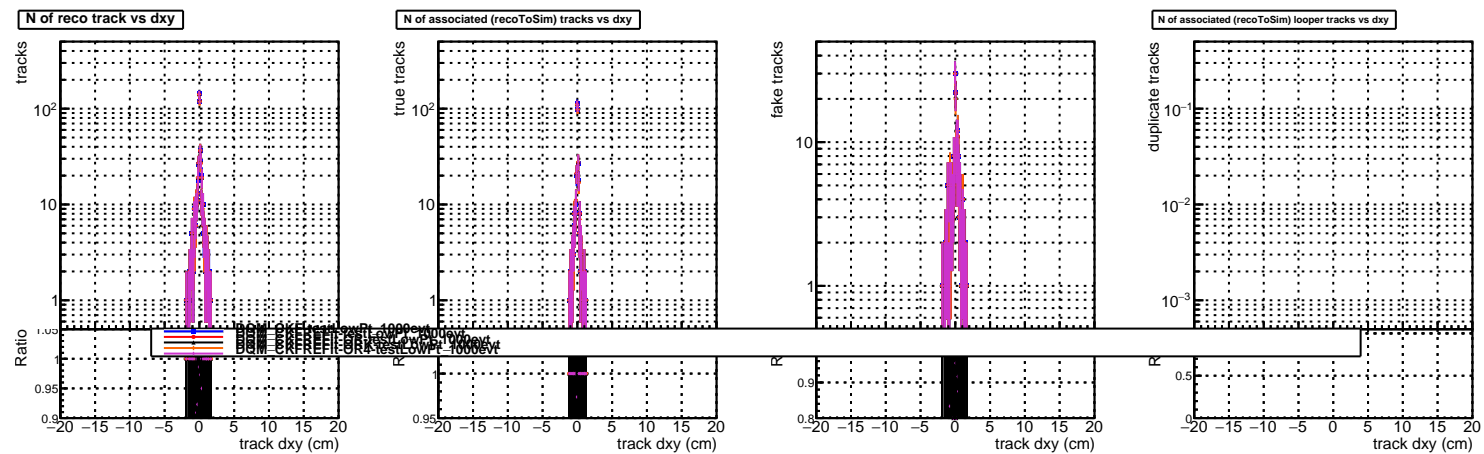 N of reco track vs dxy
N of associated (recoToSim) tracks vs dxy
N of associated (recoToSim) looper tracks vs dxy
tracks
10²
10
1
Ratio
1.05
1
0.95
0.9
−20 −15 −10 −5 0 5 10 15 20
track dxy (cm)
true tracks
10²
10
1
1
0.95
−20 −15 −10 −5 0 5 10 15 20
track dxy (cm)
fake tracks
10
1
0.9
0.8
−20 −15 −10 −5 0 5 10 15 20
track dxy (cm)
duplicate tracks
10⁻¹
10⁻²
10⁻³
0.5
0
−20 −15 −10 −5 0 5 10 15 20
track dxy (cm)